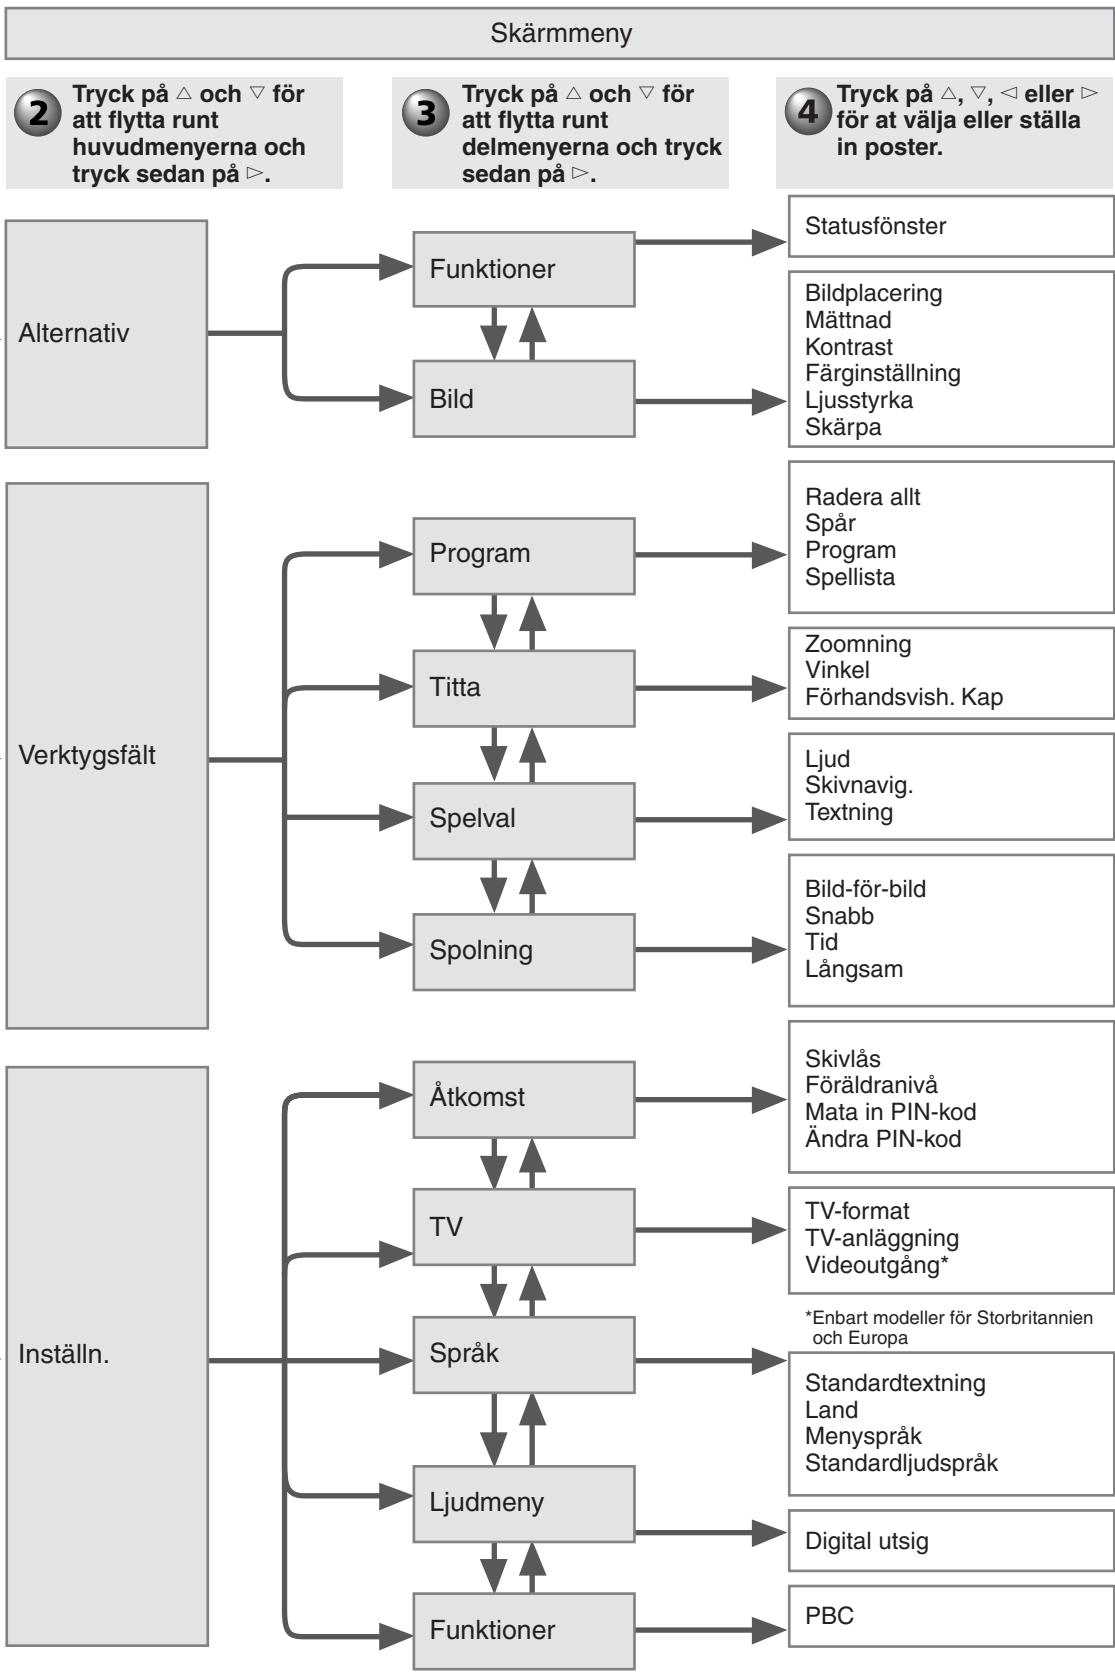 Skärmmeny
2 Tryck på △ och ▽ för
att flytta runt
huvudmenyerna och
tryck sedan på ▷.
3 Tryck på △ och ▽ för
att flytta runt
delmenyerna och tryck
sedan på ▷.
4 Tryck på △, ▽, ◁ eller ▷
för at välja eller ställa
in poster.
Alternativ
Funktioner
Statusfönster
Bild
Bildplacering
Mättnad
Kontrast
Färginställning
Ljusstyrka
Skärpa
Verktygsfält
Program
Radera allt
Spår
Program
Spellista
Titta
Zoomning
Vinkel
Förhandsvish. Kap
Spelval
Ljud
Skivnavig.
Textning
Spolning
Bild-för-bild
Snabb
Tid
Långsam
Inställn.
Åtkomst
Skivlås
Föräldranivå
Mata in PIN-kod
Ändra PIN-kod
TV
TV-format
TV-anläggning
Videoutgång*
*Enbart modeller för Storbritannien
och Europa
Språk
Standardtextning
Land
Menyspråk
Standardljudspråk
Ljudmeny
Digital utsig
Funktioner
PBC